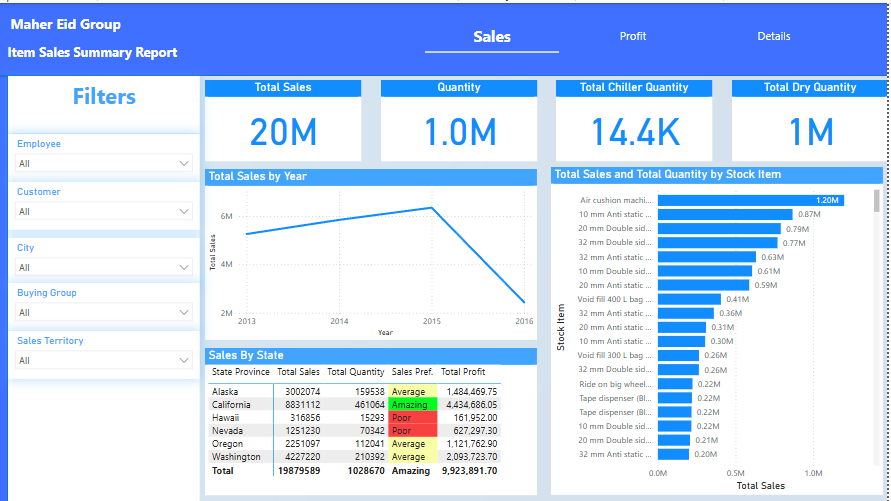 Maher Eid Group
Item Sales Summary Report
Sales
Profit
Details
Filters
Employee
All
Customer
All
City
All
Buying Group
All
Sales Territory
All
Total Sales
20M
Quantity
1.0M
Total Chiller Quantity
14.4K
Total Dry Quantity
1M
Total Sales by Year
Total Sales
6M
4M
2M
2013 2014 2015 2016
Year
Sales By State
State Province Total Sales Total Quantity Sales Pref. Total Profit
Alaska 3002074 159538 Average 1,484,469.75
California 8831112 461064 Amazing 4,434,686.05
Hawaii 316856 15293 Poor 161,952.00
Nevada 1251230 70342 Poor 627,297.30
Oregon 2251097 112041 Average 1,121,762.90
Washington 4227220 210392 Average 2,093,723.70
Total 19879589 1028670 Amazing 9,923,891.70
Total Sales and Total Quantity by Stock Item
Stock Item
Air cushion machi... 1.20M
10 mm Anti static ... 0.87M
20 mm Double sid... 0.79M
32 mm Double sid... 0.77M
32 mm Anti static ... 0.63M
10 mm Double sid... 0.61M
20 mm Anti static ... 0.59M
Void fill 400 L bag ... 0.41M
32 mm Anti static ... 0.36M
20 mm Anti static ... 0.31M
10 mm Anti static ... 0.30M
Void fill 300 L bag ... 0.26M
32 mm Double sid... 0.26M
Ride on big wheel... 0.22M
Tape dispenser (Bl... 0.22M
Tape dispenser (Bl... 0.22M
10 mm Double sid... 0.22M
20 mm Double sid... 0.21M
32 mm Anti static ... 0.20M
0.0M 0.5M 1.0M
Total Sales